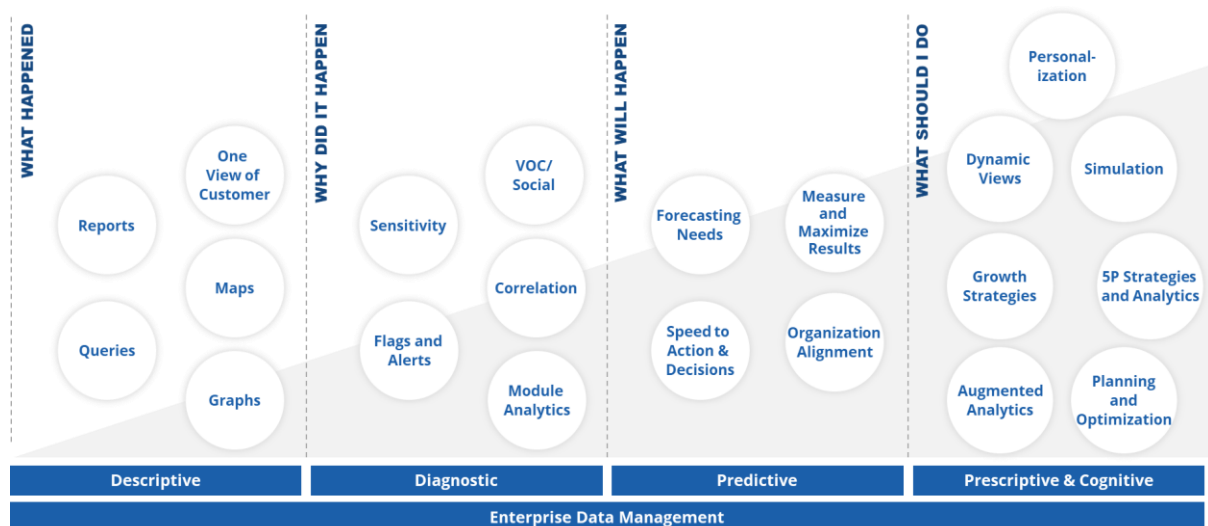 WHAT HAPPENED
One
View of
Customer
Reports
Maps
Queries
Graphs
WHY DID IT HAPPEN
VOC/
Social
Sensitivity
Correlation
Flags and
Alerts
Module
Analytics
WHAT WILL HAPPEN
Forecasting
Needs
Measure
and
Maximize
Results
Speed to
Action &
Decisions
Organization
Alignment
WHAT SHOULD I DO
Personal-
ization
Dynamic
Views
Simulation
Growth
Strategies
5P Strategies
and Analytics
Augmented
Analytics
Planning
and
Optimization
Descriptive
Diagnostic
Predictive
Prescriptive & Cognitive
Enterprise Data Management